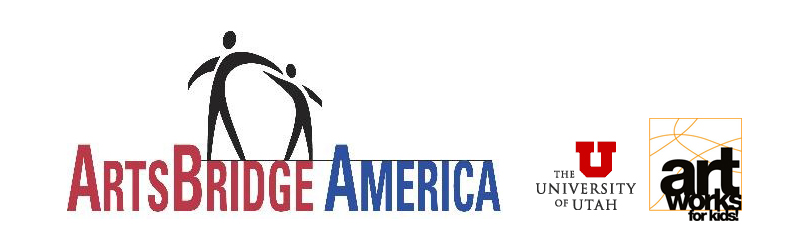 ARTSBRIDGE AMERICA
U
THE
UNIVERSITY
OF UTAH
art
works
for kids!